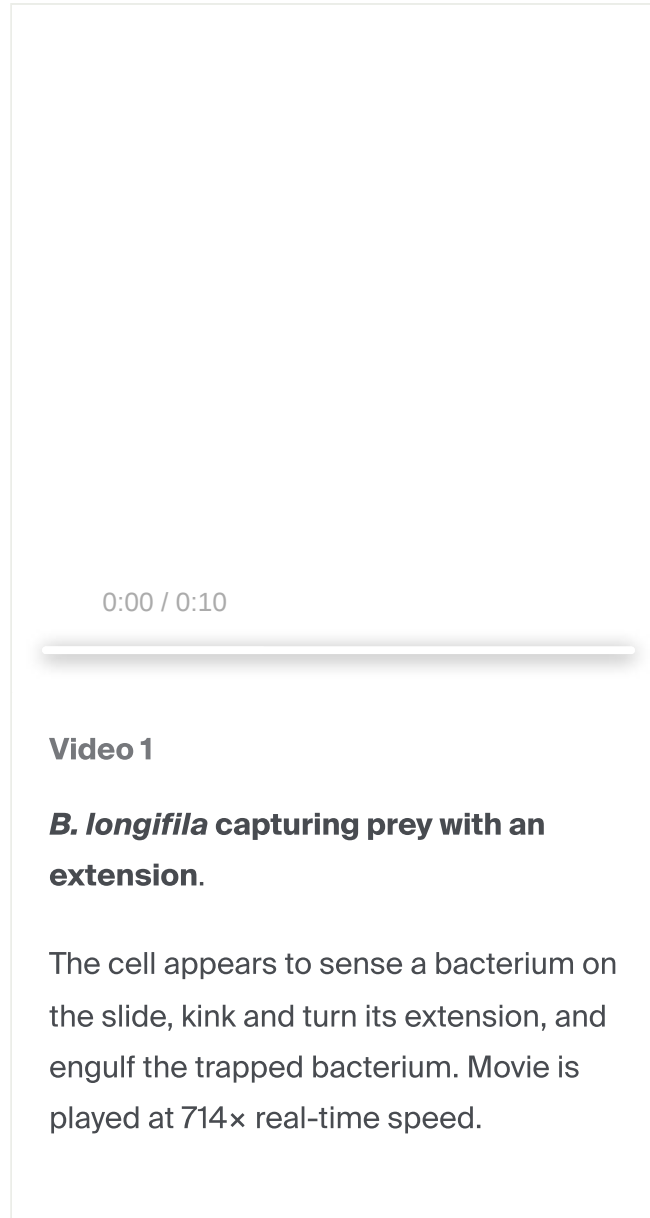 0:00 / 0:10
Video 1
B. longifila capturing prey with an
extension.
The cell appears to sense a bacterium on
the slide, kink and turn its extension, and
engulf the trapped bacterium. Movie is
played at 714× real-time speed.